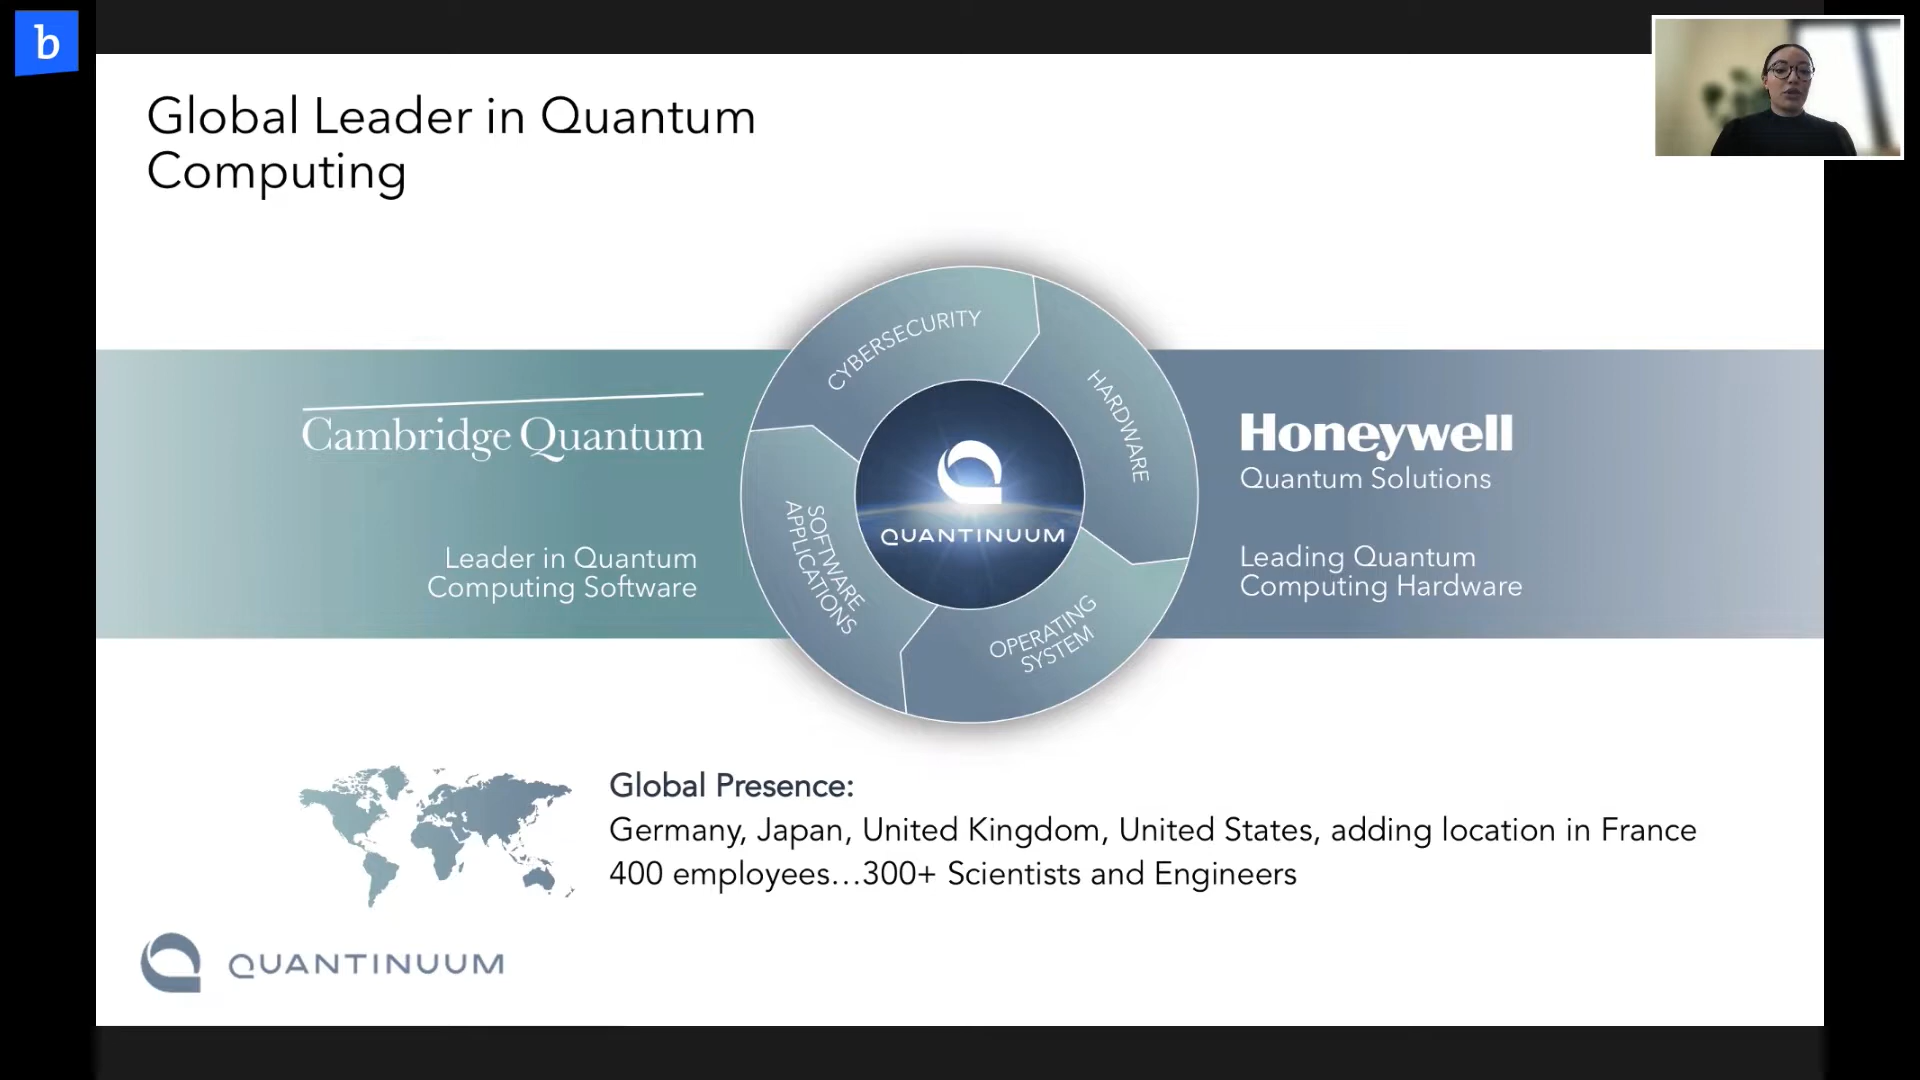 b
Global Leader in Quantum
Computing
CYBERSECURITY
HARDWARE
Cambridge Quantum
Honeywell
Quantum Solutions
QUANTINUUM
SOFTWARE
APPLICATIONS
Leader in Quantum
Computing Software
Leading Quantum
Computing Hardware
OPERATING
SYSTEM
Global Presence:
Germany, Japan, United Kingdom, United States, adding location in France
400 employees...300+ Scientists and Engineers
QUANTINUUM